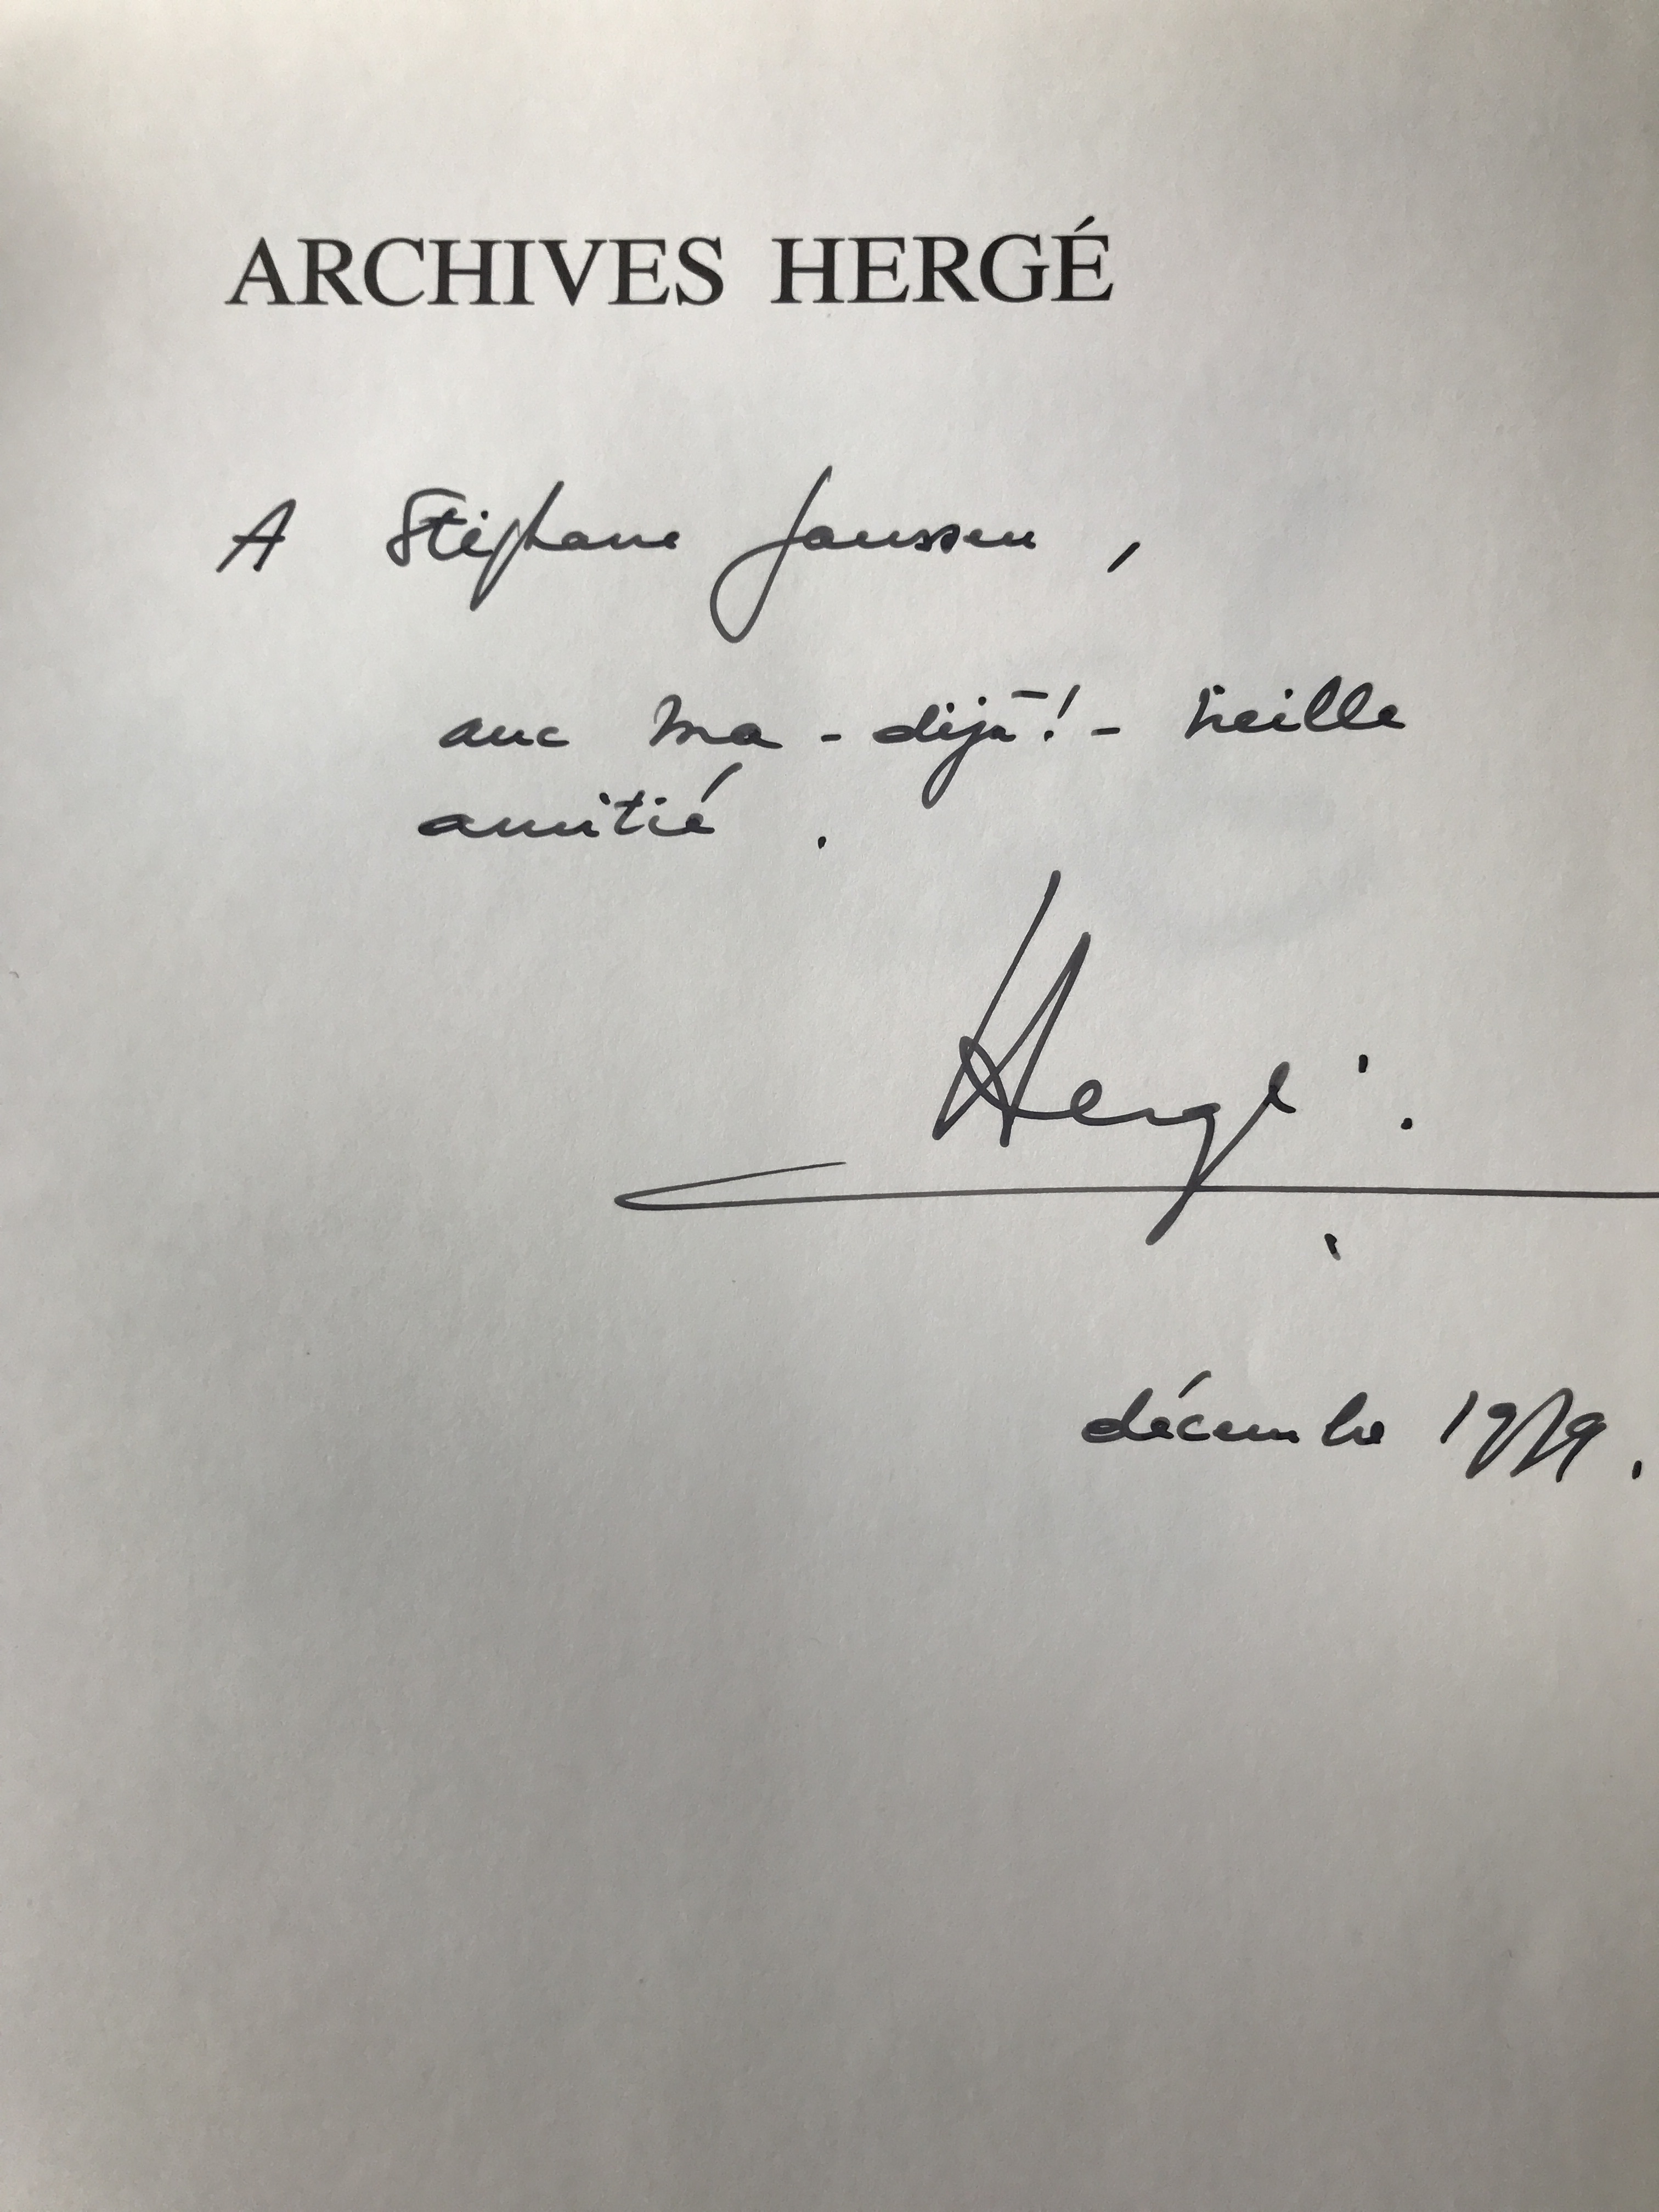 ARCHIVES HERGÉ
A Stéphane Janssen,
avec ma - déjà! - vieille
amitié.
Hergé.
décembre 1979.